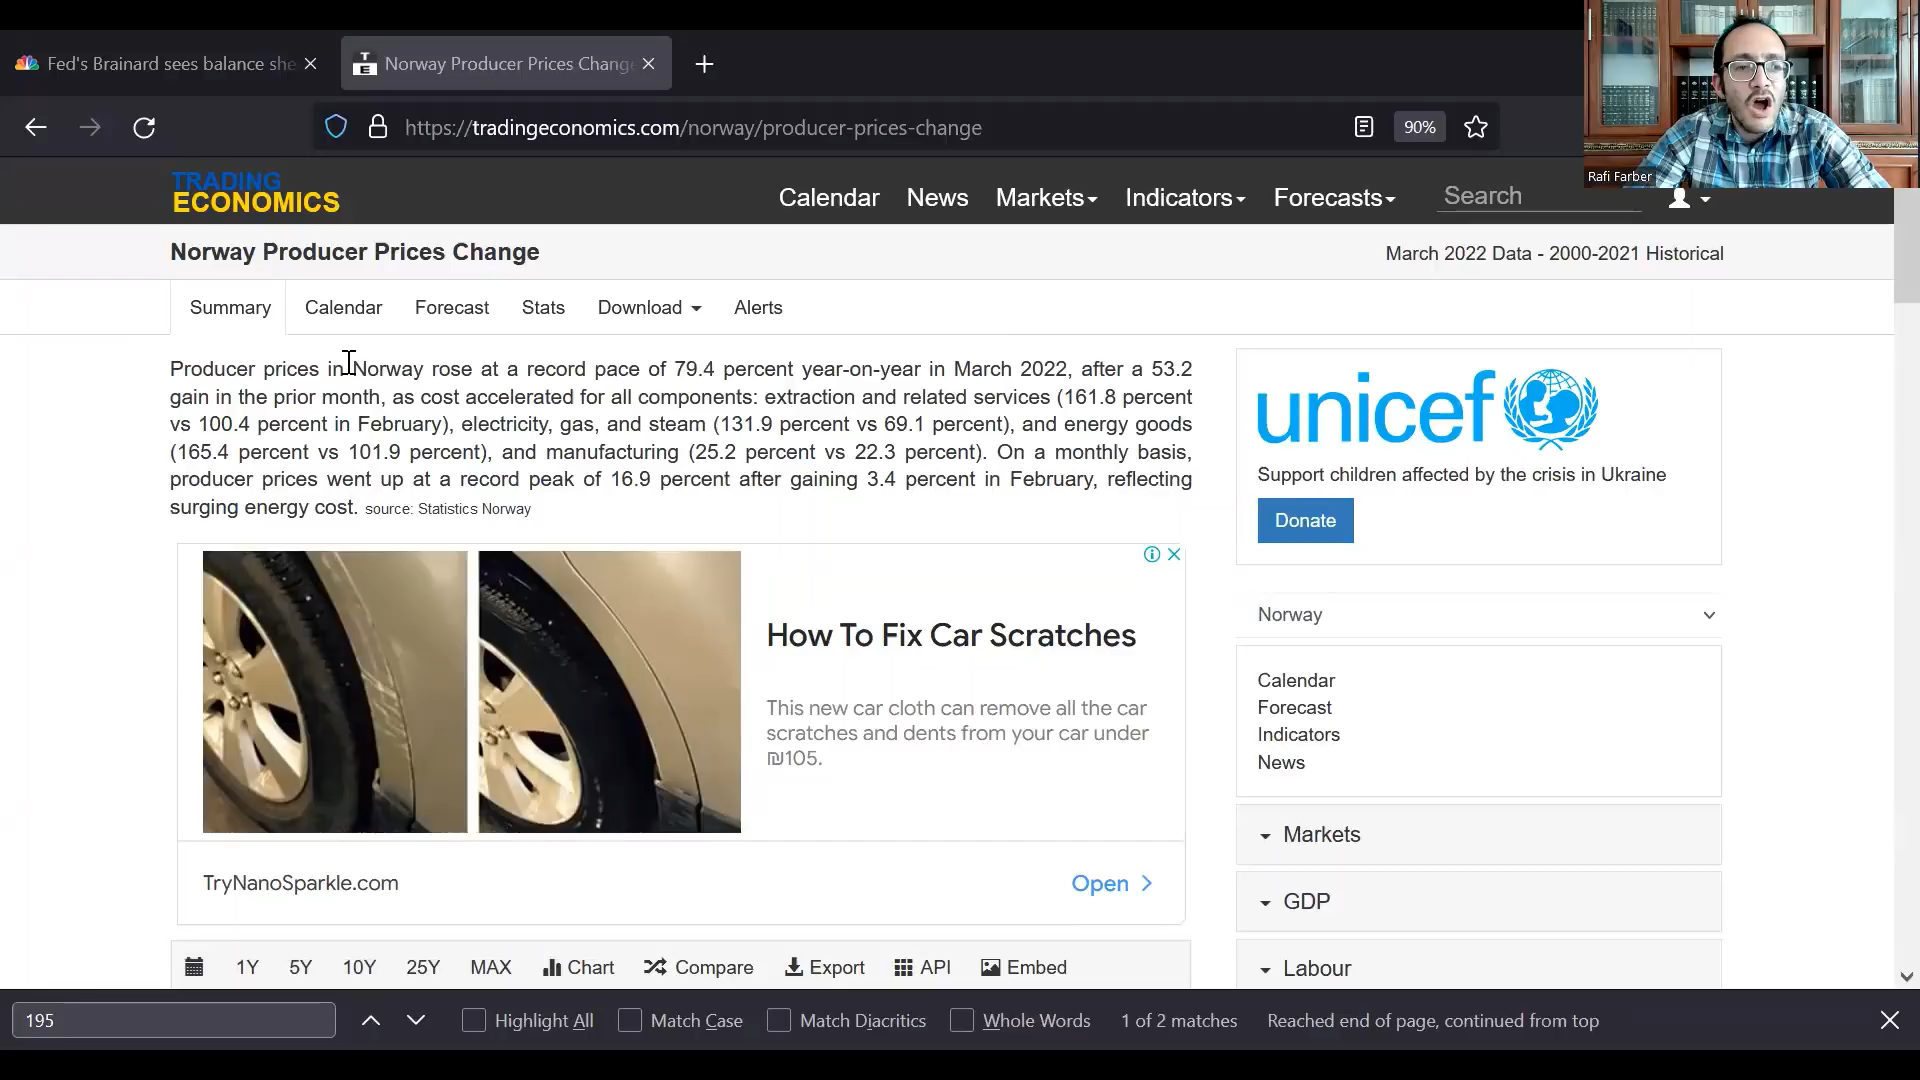 Fed's Brainard sees balance she
Norway Producer Prices Change
https://tradingeconomics.com/norway/producer-prices-change
90%
Rafi Farber
TRADING
ECONOMICS
Calendar News Markets Indicators Forecasts Search
Norway Producer Prices Change
March 2022 Data - 2000-2021 Historical
Summary Calendar Forecast Stats Download Alerts
Producer prices in Norway rose at a record pace of 79.4 percent year-on-year in March 2022, after a 53.2
gain in the prior month, as cost accelerated for all components: extraction and related services (161.8 percent
vs 100.4 percent in February), electricity, gas, and steam (131.9 percent vs 69.1 percent), and energy goods
(165.4 percent vs 101.9 percent), and manufacturing (25.2 percent vs 22.3 percent). On a monthly basis,
producer prices went up at a record peak of 16.9 percent after gaining 3.4 percent in February, reflecting
surging energy cost. source: Statistics Norway
unicef
Support children affected by the crisis in Ukraine
Donate
How To Fix Car Scratches
This new car cloth can remove all the car
scratches and dents from your car under
₪105.
TryNanoSparkle.com
Open
Norway
Calendar
Forecast
Indicators
News
Markets
GDP
Labour
1Y 5Y 10Y 25Y MAX Chart Compare Export API Embed
195
Highlight All Match Case Match Diacritics Whole Words 1 of 2 matches Reached end of page, continued from top